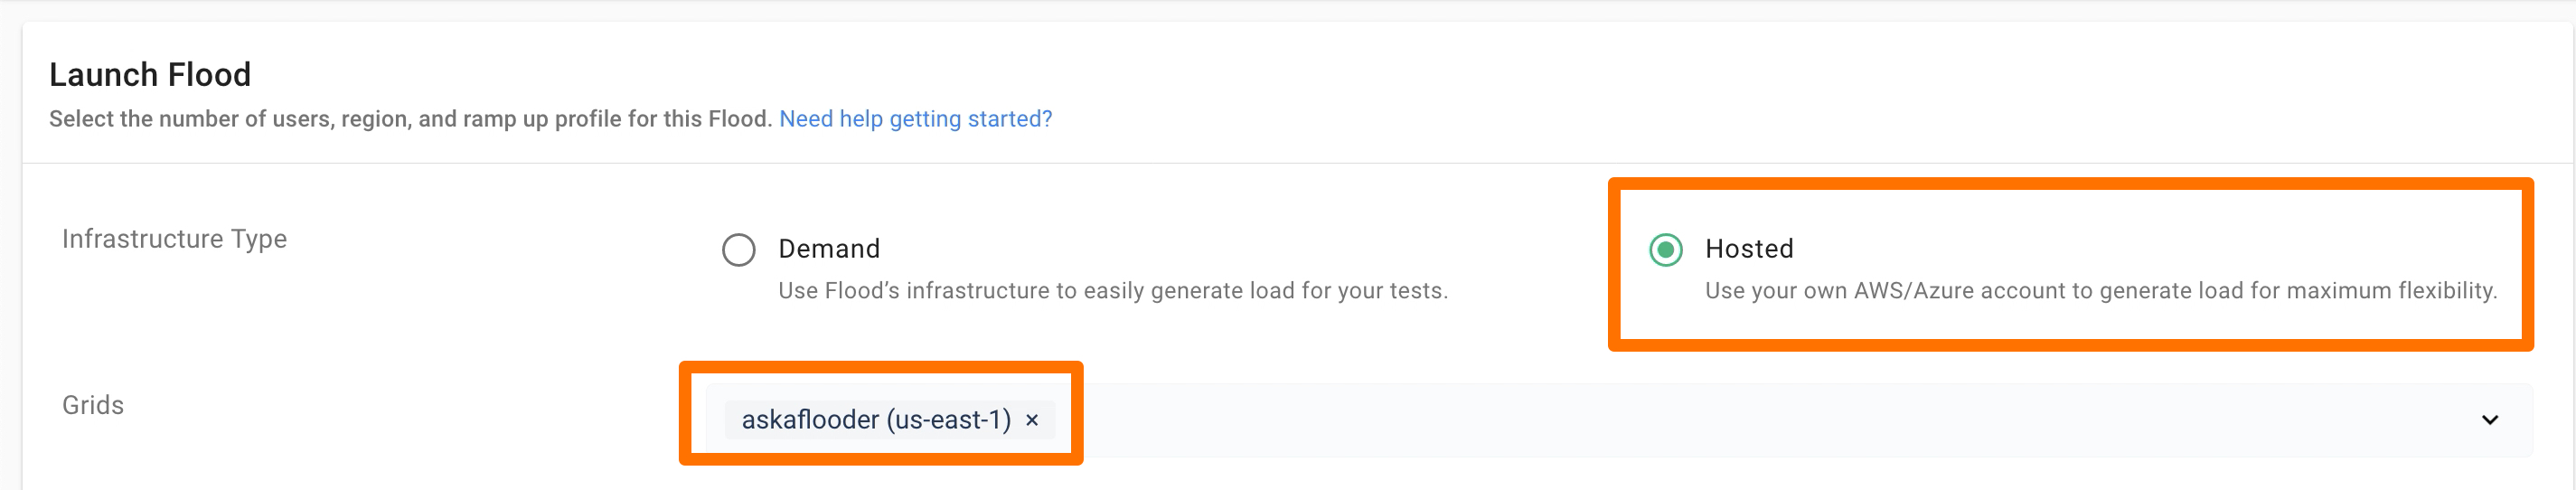 Launch Flood
Select the number of users, region, and ramp up profile for this Flood. Need help getting started?
Infrastructure Type
Demand
Use Flood’s infrastructure to easily generate load for your tests.
Hosted
Use your own AWS/Azure account to generate load for maximum flexibility.
Grids
askaflooder (us-east-1) ×